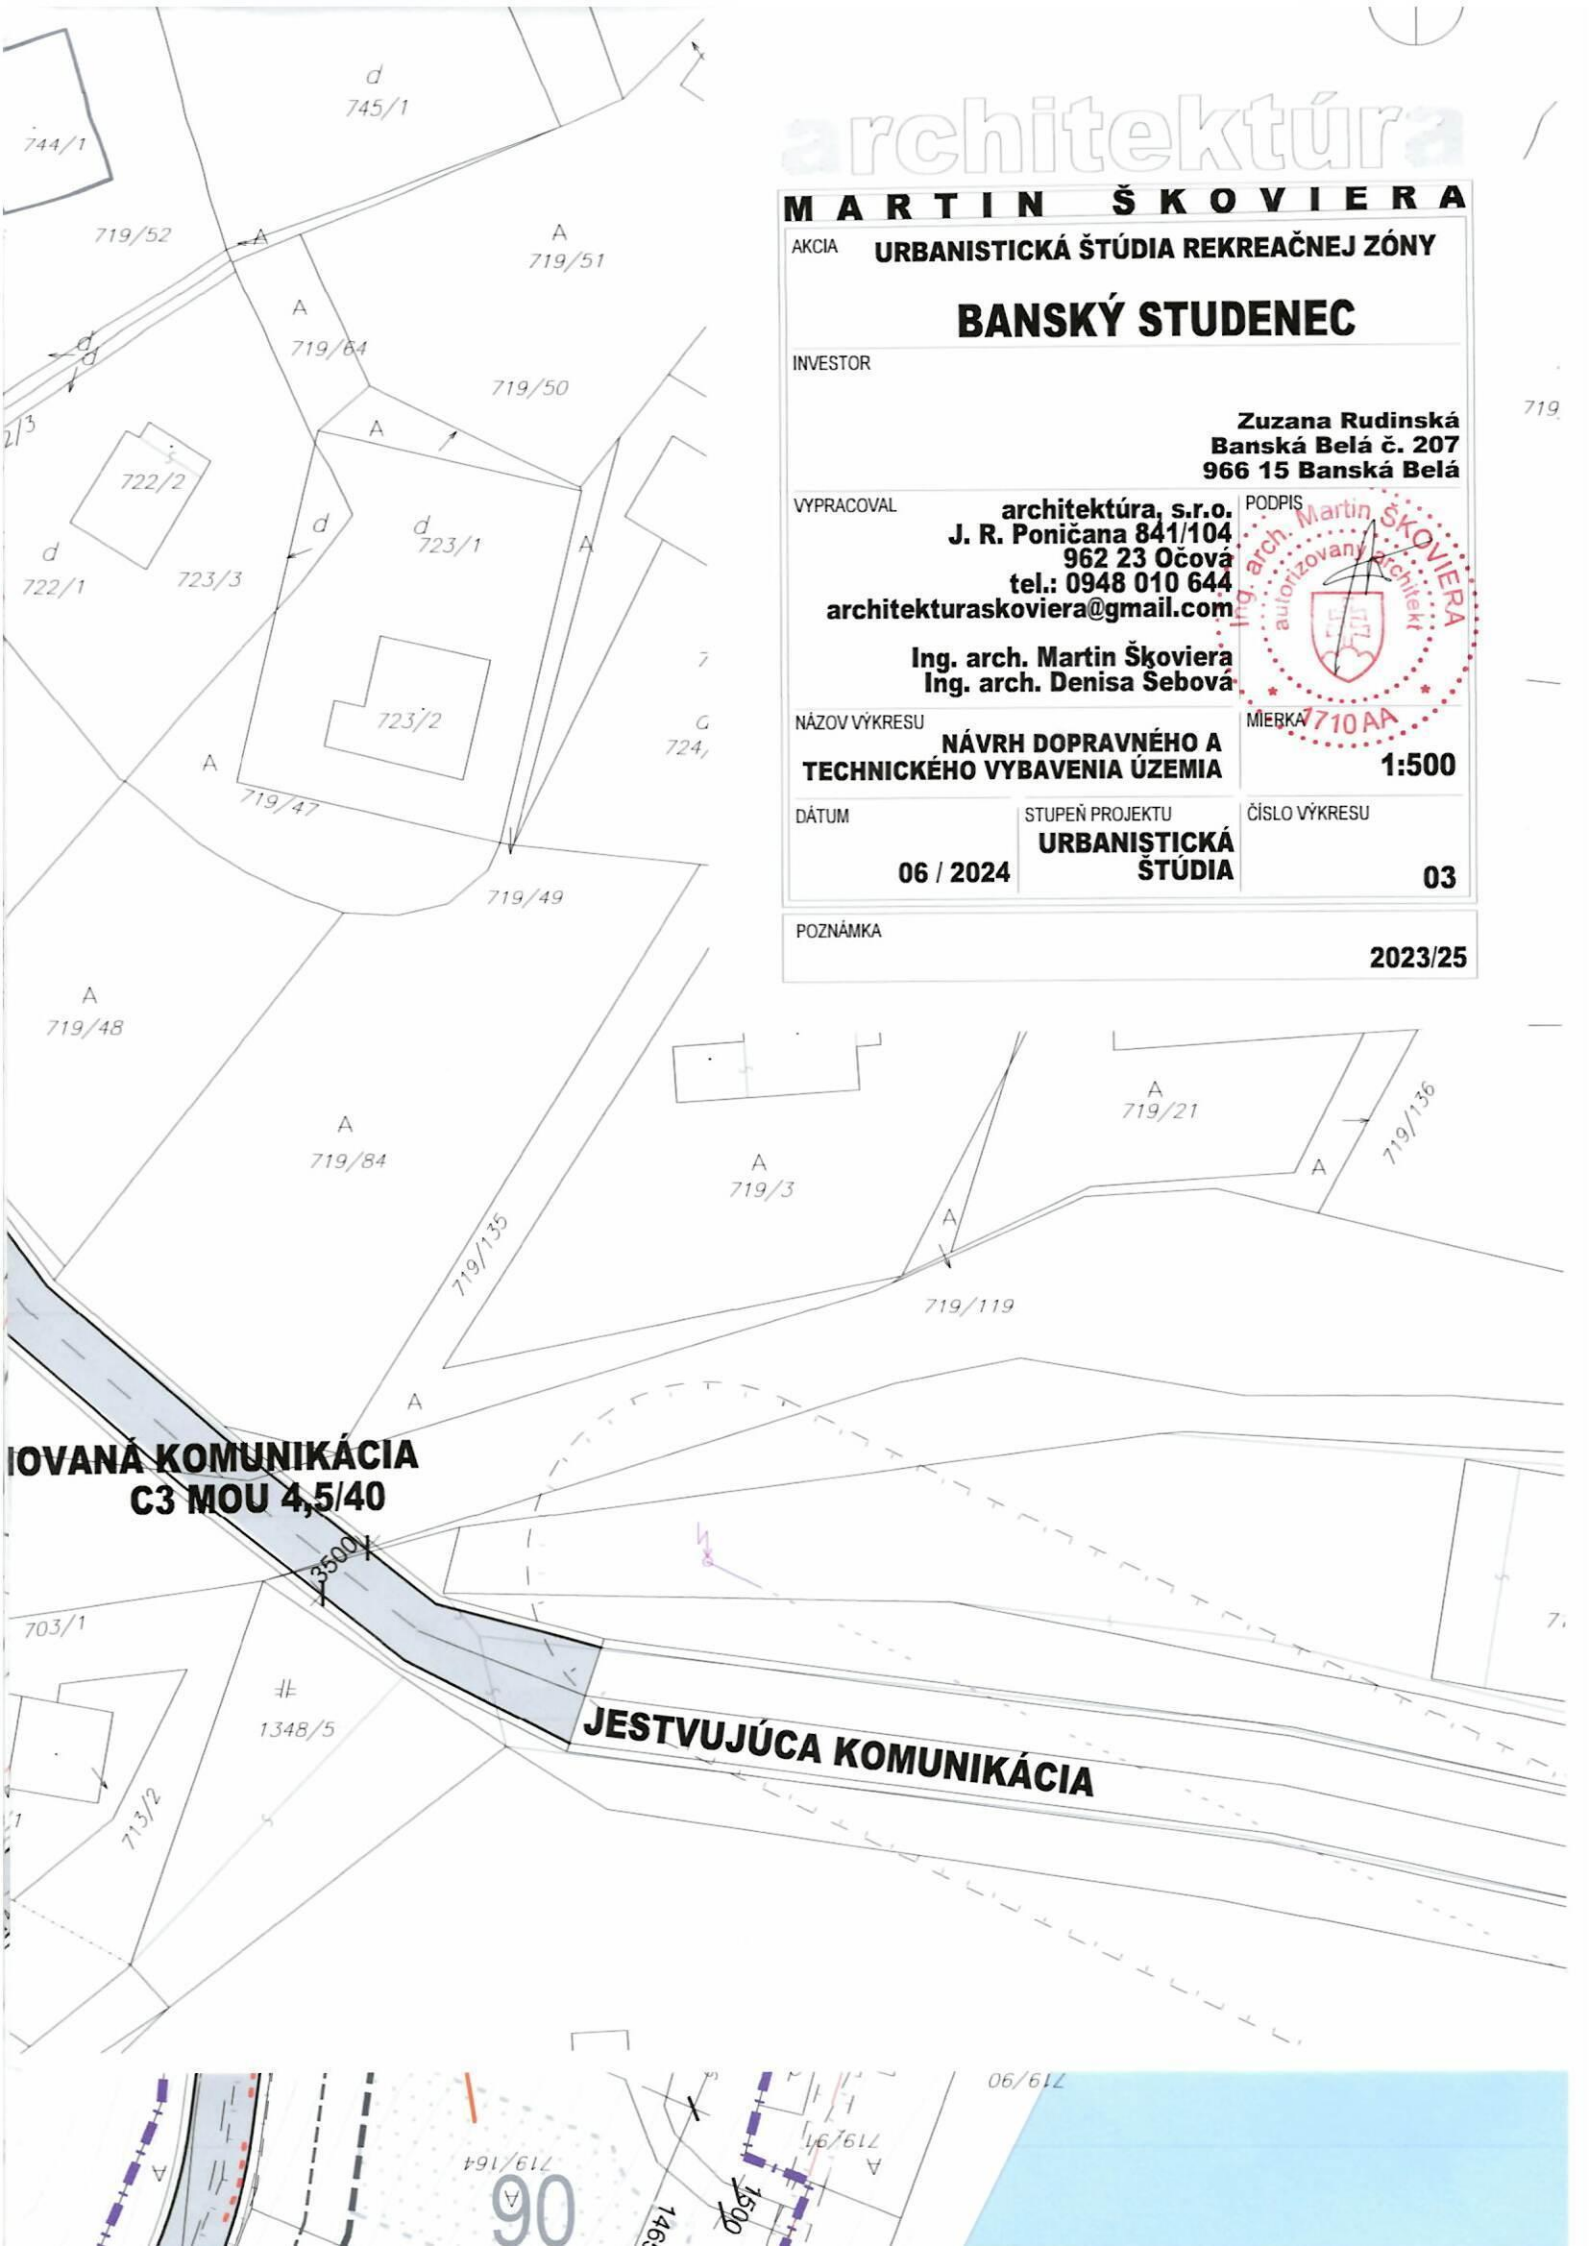 d
745/1
744/1
719/52
A
A
719/51
A
719/64
d
d
719/50
2/3
A
722/2
d
d
723/1
A
d
722/1
723/3
723/2
A
719/47
719/49
724
architektúra
MARTIN ŠKOVIERA
AKCIA URBANISTICKÁ ŠTÚDIA REKREAČNEJ ZÓNY
BANSKÝ STUDENEC
INVESTOR
Zuzana Rudinská
Banská Belá č. 207
966 15 Banská Belá
VYPRACOVAL
architektúra, s.r.o.
J. R. Poničana 841/104
962 23 Očová
tel.: 0948 010 644
architekturaskoviera@gmail.com
Ing. arch. Martin Škoviera
Ing. arch. Denisa Šebová
PODPIS
Ing. arch. Martin ŠKOVIERA
autorizovaný architekt
* 1710 AA *
NÁZOV VÝKRESU
NÁVRH DOPRAVNÉHO A
TECHNICKÉHO VYBAVENIA ÚZEMIA
MIERKA
1:500
DÁTUM
06 / 2024
STUPEŇ PROJEKTU
URBANISTICKÁ
ŠTÚDIA
ČÍSLO VÝKRESU
03
POZNÁMKA
2023/25
719
A
719/48
A
719/84
719/135
A
719/3
A
A
719/21
A
719/136
719/119
A
IOVANÁ KOMUNIKÁCIA
C3 MOU 4,5/40
3500
703/1
1348/5
713/2
JESTVUJÚCA KOMUNIKÁCIA
719/90
719/91
A
719/164
A
90
A
1500
146